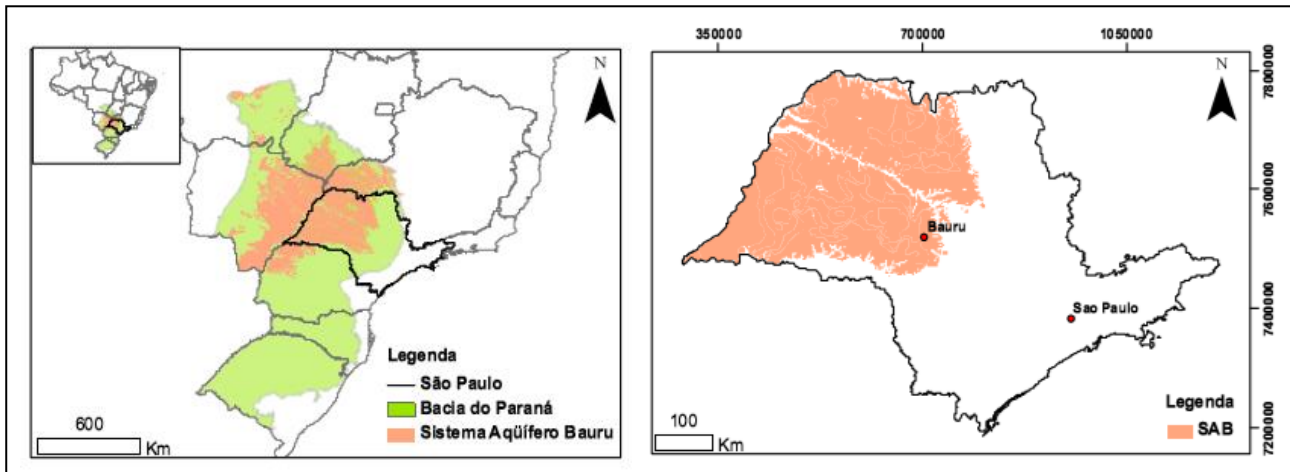 N
Legenda
São Paulo
Bacia do Paraná
Sistema Aqüífero Bauru
600
Km
350000
700000
1050000
7800000
7600000
7400000
7200000
N
Bauru
Sao Paulo
Legenda
SAB
100
Km